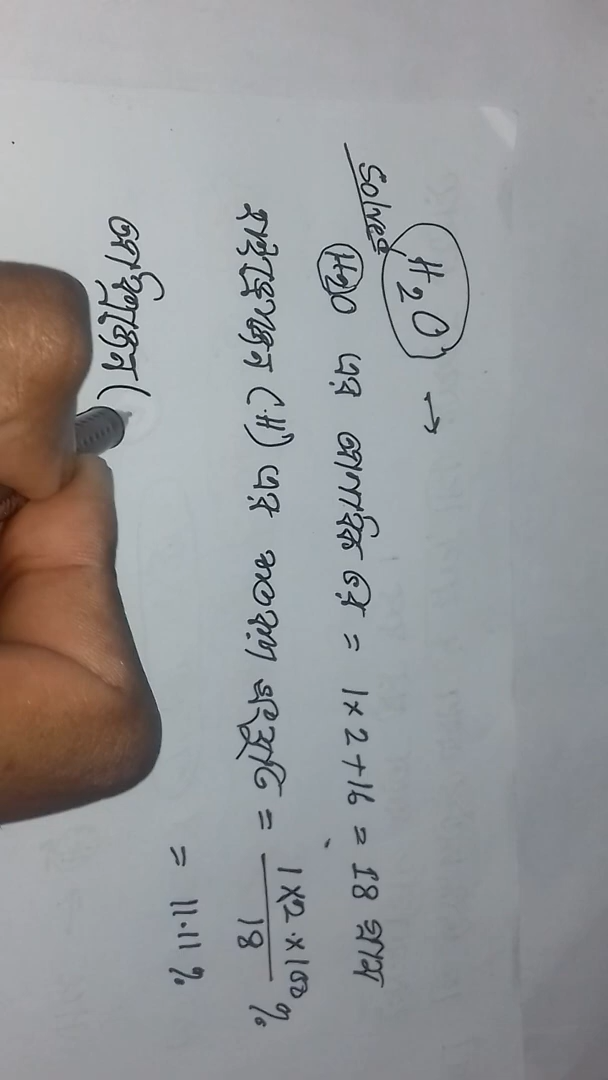 H₂O →
Solve:
H₂O এর আণবিক ভর = 1×2+16 = 18 গ্রাম
হাইড্রোজেন (H) এর শতকরা সংযুতি = 1×2×100%
18
= 11.11%
অক্সিজেন (